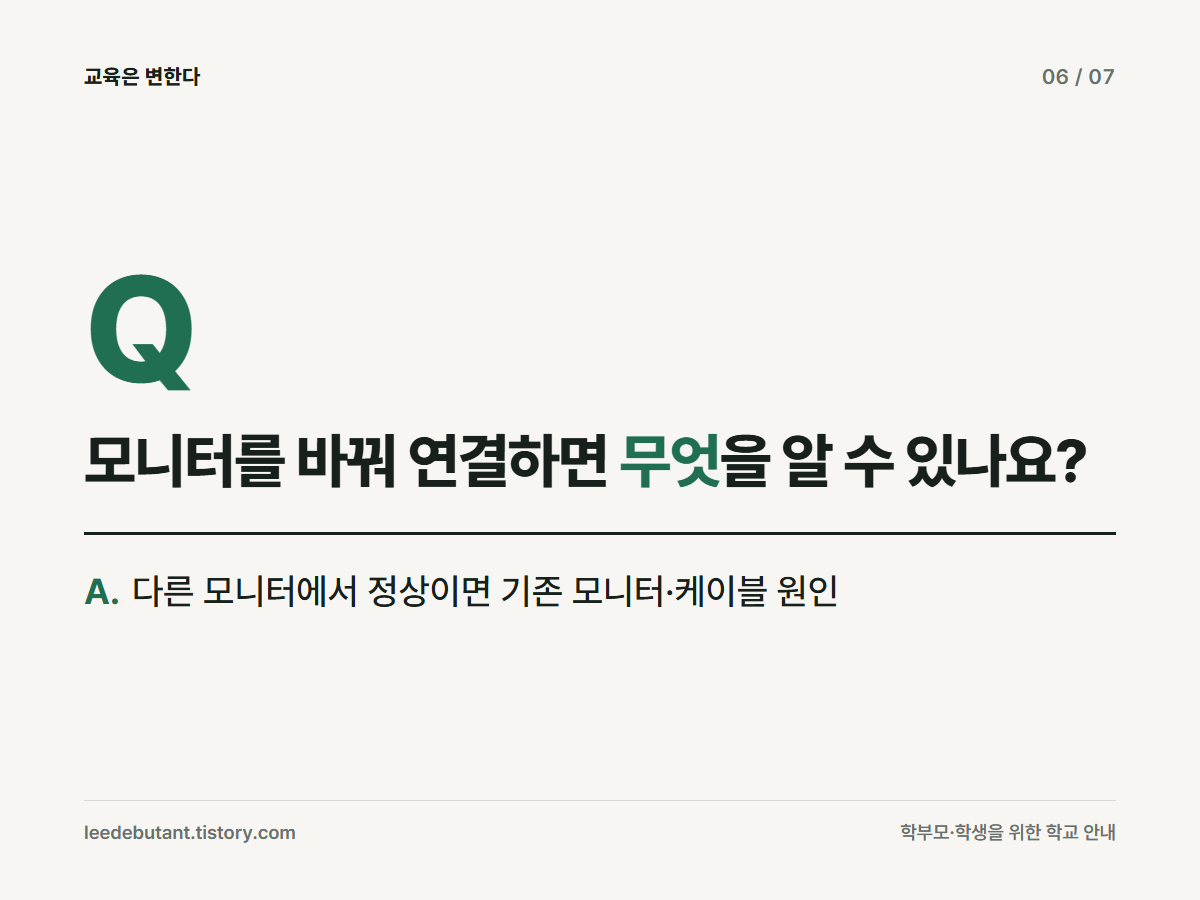 교육은 변한다
06 / 07
Q
모니터를 바꿔 연결하면 무엇을 알 수 있나요?
A. 다른 모니터에서 정상이면 기존 모니터·케이블 원인
leedebutant.tistory.com
학부모·학생을 위한 학교 안내